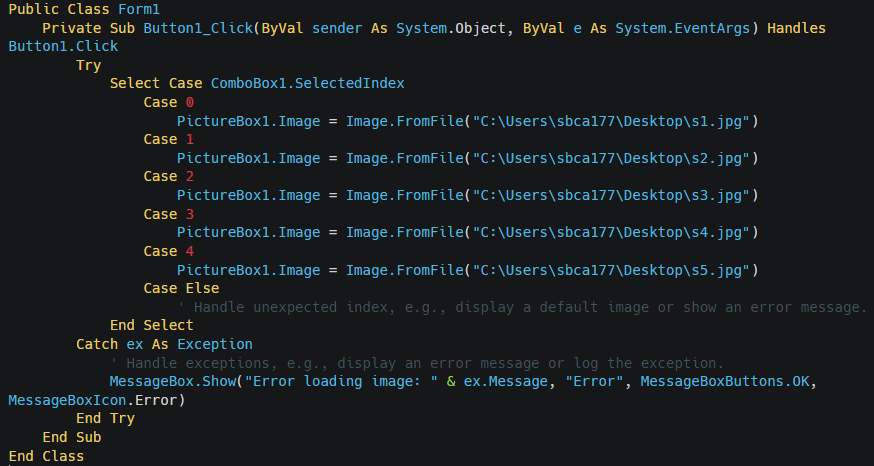 Public Class Form1
    Private Sub Button1_Click(ByVal sender As System.Object, ByVal e As System.EventArgs) Handles
Button1.Click
        Try
            Select Case ComboBox1.SelectedIndex
                Case 0
                    PictureBox1.Image = Image.FromFile("C:\Users\sbca177\Desktop\s1.jpg")
                Case 1
                    PictureBox1.Image = Image.FromFile("C:\Users\sbca177\Desktop\s2.jpg")
                Case 2
                    PictureBox1.Image = Image.FromFile("C:\Users\sbca177\Desktop\s3.jpg")
                Case 3
                    PictureBox1.Image = Image.FromFile("C:\Users\sbca177\Desktop\s4.jpg")
                Case 4
                    PictureBox1.Image = Image.FromFile("C:\Users\sbca177\Desktop\s5.jpg")
                Case Else
                    ' Handle unexpected index, e.g., display a default image or show an error message.
            End Select
        Catch ex As Exception
            ' Handle exceptions, e.g., display an error message or log the exception.
            MessageBox.Show("Error loading image: " & ex.Message, "Error", MessageBoxButtons.OK,
MessageBoxIcon.Error)
        End Try
    End Sub
End Class